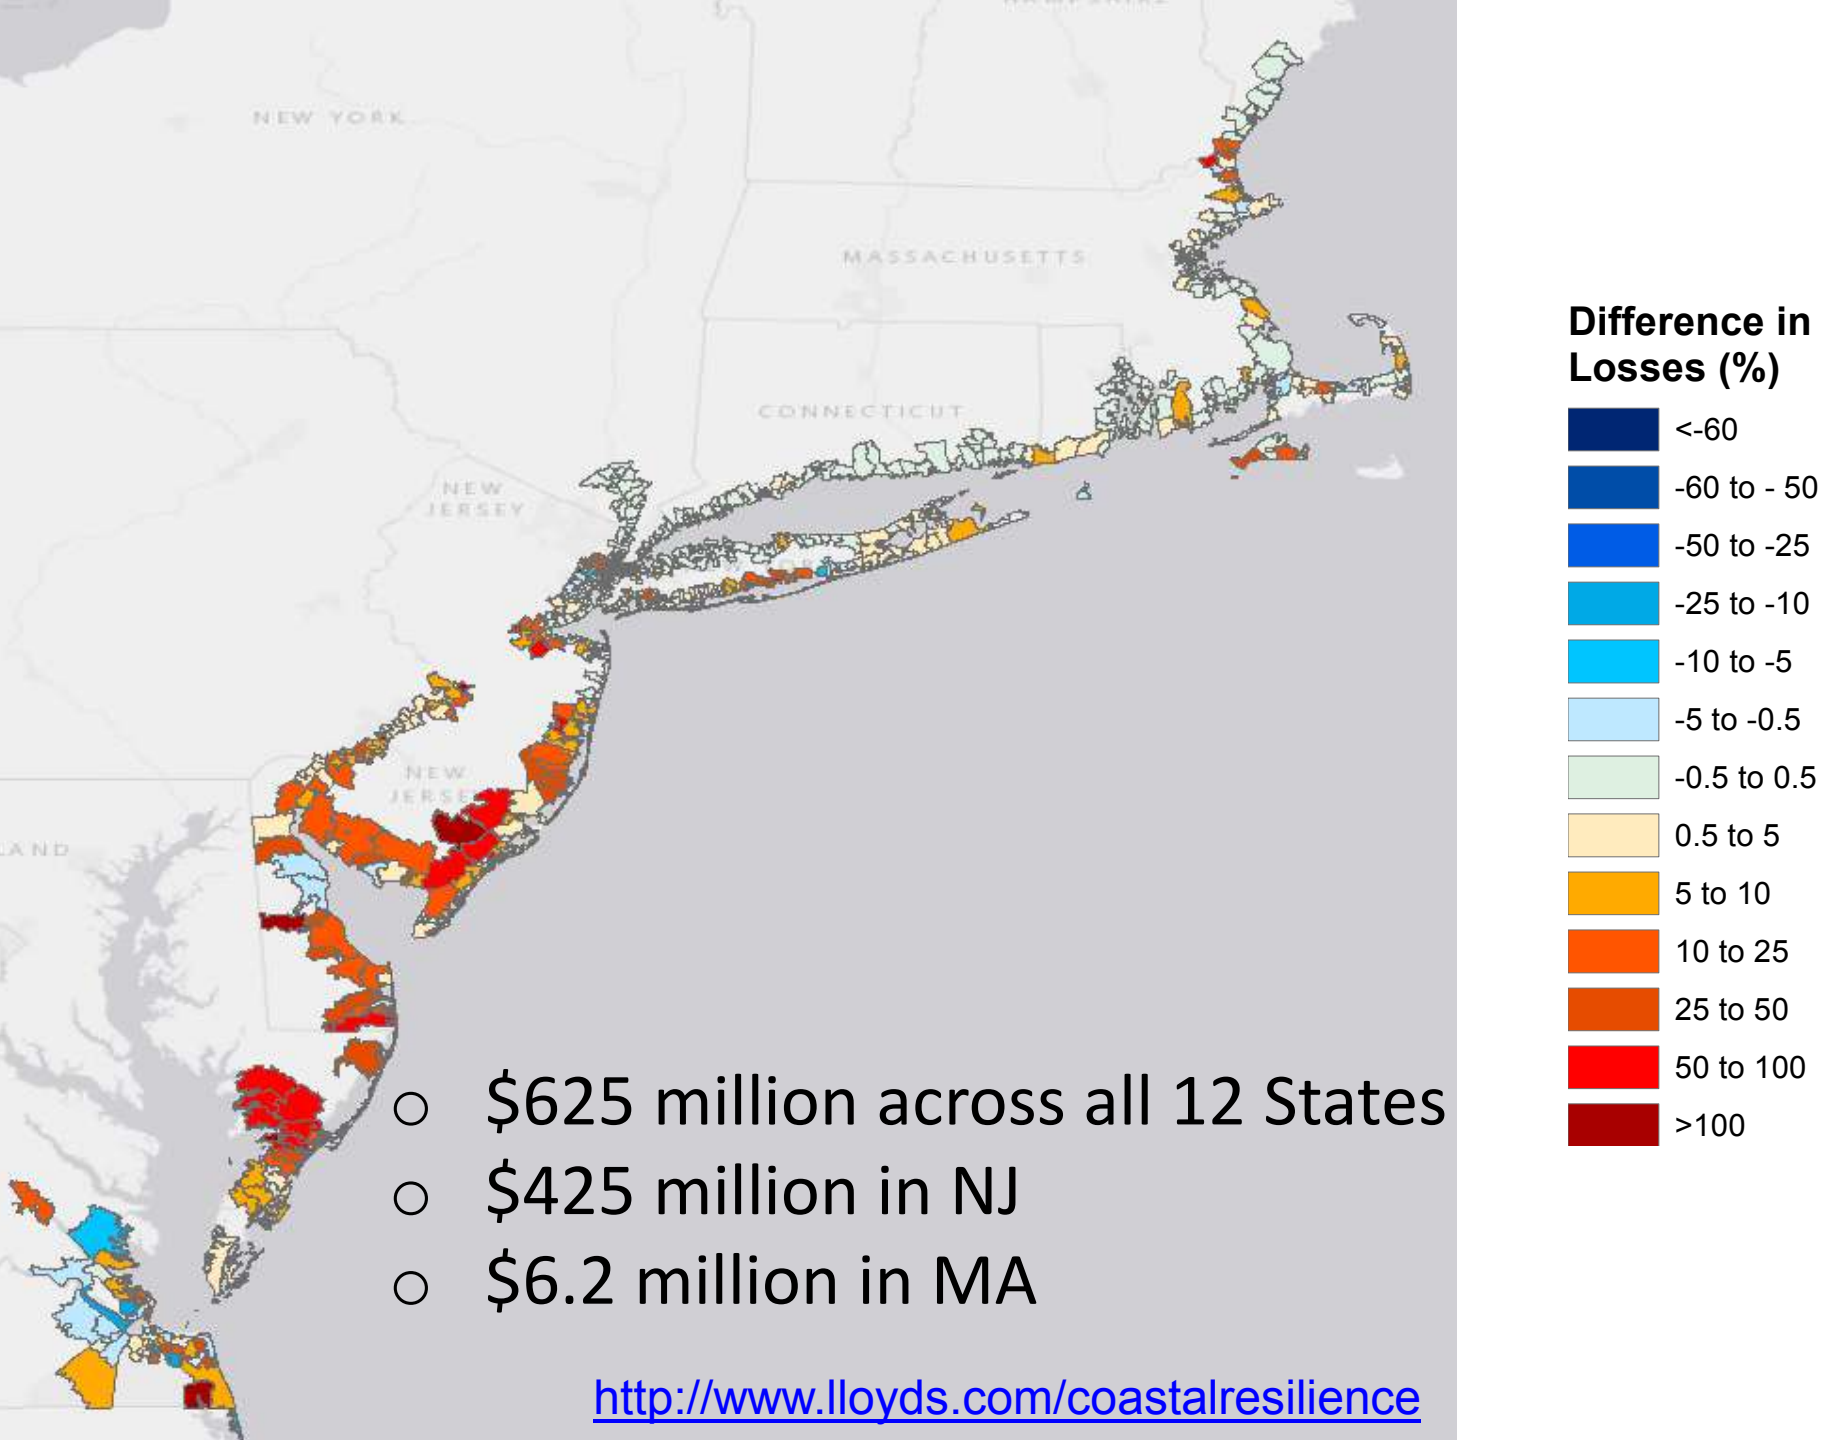 HAMPSHIRE
NEW YORK
MASSACHUSETTS
CONNECTICUT
NEW
JERSEY
NEW
LAND
Difference in
Losses (%)
<-60
-60 to - 50
-50 to -25
-25 to -10
-10 to -5
-5 to -0.5
-0.5 to 0.5
0.5 to 5
5 to 10
10 to 25
25 to 50
50 to 100
>100
○ $625 million across all 12 States
○ $425 million in NJ
○ $6.2 million in MA
http://www.lloyds.com/coastalresilience